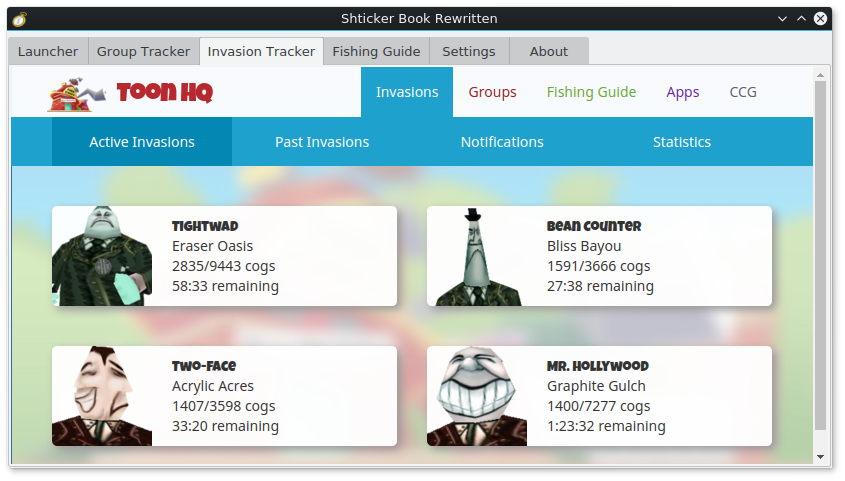 Shticker Book Rewritten
Launcher Group Tracker Invasion Tracker Fishing Guide Settings About
Toon HQ Invasions Groups Fishing Guide Apps CCG
Active Invasions Past Invasions Notifications Statistics
Tightwad
Eraser Oasis
2835/9443 cogs
58:33 remaining
Bean Counter
Bliss Bayou
1591/3666 cogs
27:38 remaining
Two-Face
Acrylic Acres
1407/3598 cogs
33:20 remaining
Mr. Hollywood
Graphite Gulch
1400/7277 cogs
1:23:32 remaining